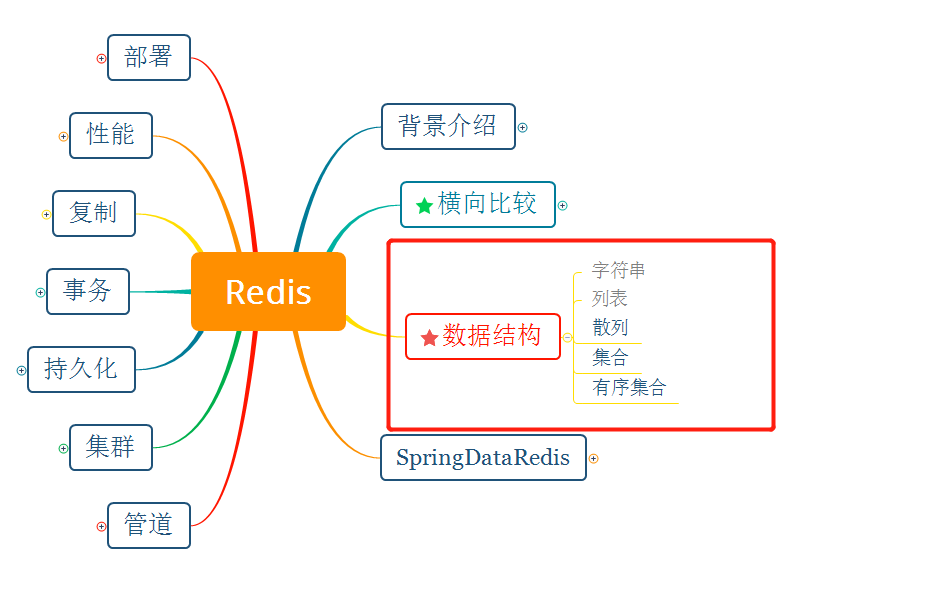 部署
性能
复制
事务
持久化
集群
管道
Redis
背景介绍
横向比较
数据结构
字符串
列表
散列
集合
有序集合
SpringDataRedis